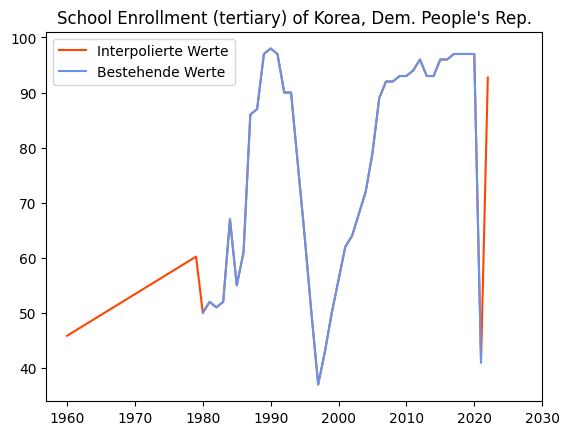 School Enrollment (tertiary) of Korea, Dem. People's Rep.
Interpolierte Werte
Bestehende Werte
100
90
80
70
60
50
40
1960 1970 1980 1990 2000 2010 2020 2030